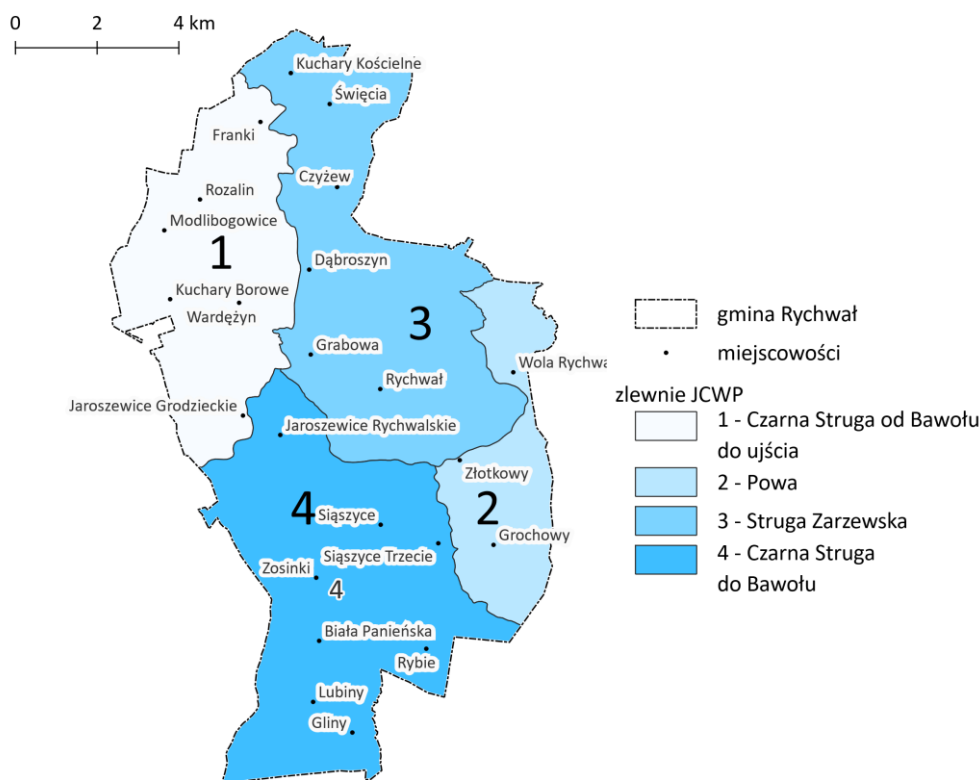 0 2 4 km
Kuchary Kościelne
Święcia
Franki
Czyżew
Rozalin
Modlibogowice
1
Dąbroszyn
Kuchary Borowe
Wardężyn
3
Grabowa
Wola Rychwa
Rychwał
Jaroszewice Grodzieckie
Jaroszewice Rychwalskie
Złotkowy
4
Siąszyce
2
Grochowy
Siąszyce Trzecie
Zosinki
4
Biała Panieńska
Rybie
Lubiny
Gliny
gmina Rychwał
miejscowości
zlewnie JCWP
1 - Czarna Struga od Bawołu
do ujścia
2 - Powa
3 - Struga Zarzewska
4 - Czarna Struga
do Bawołu